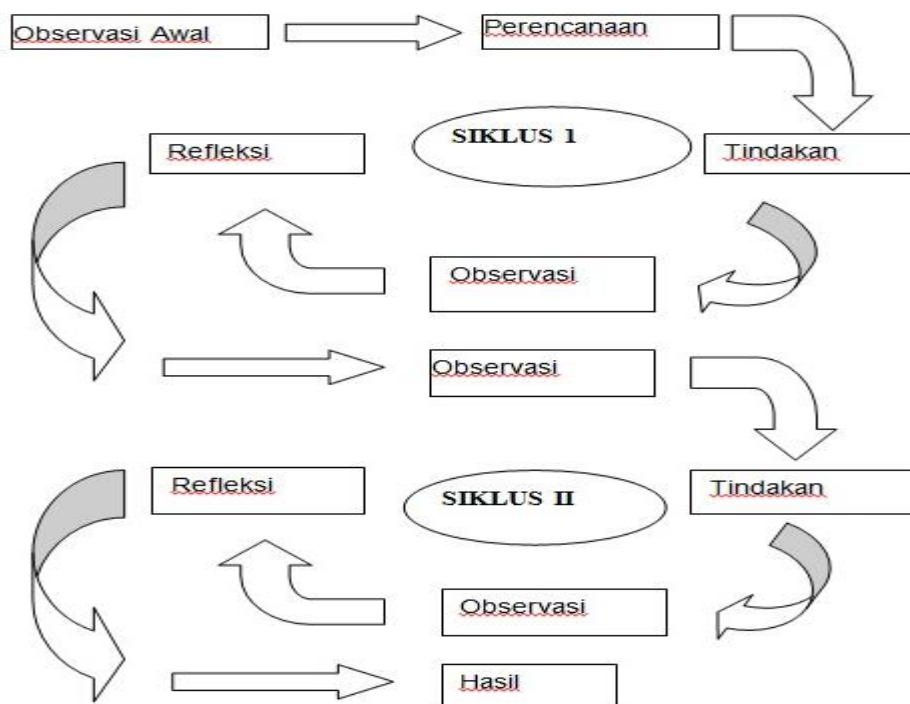 Observasi Awal
Perencanaan
SIKLUS 1
Refleksi
Tindakan
Observasi
Observasi
Refleksi
SIKLUS II
Tindakan
Observasi
Hasil